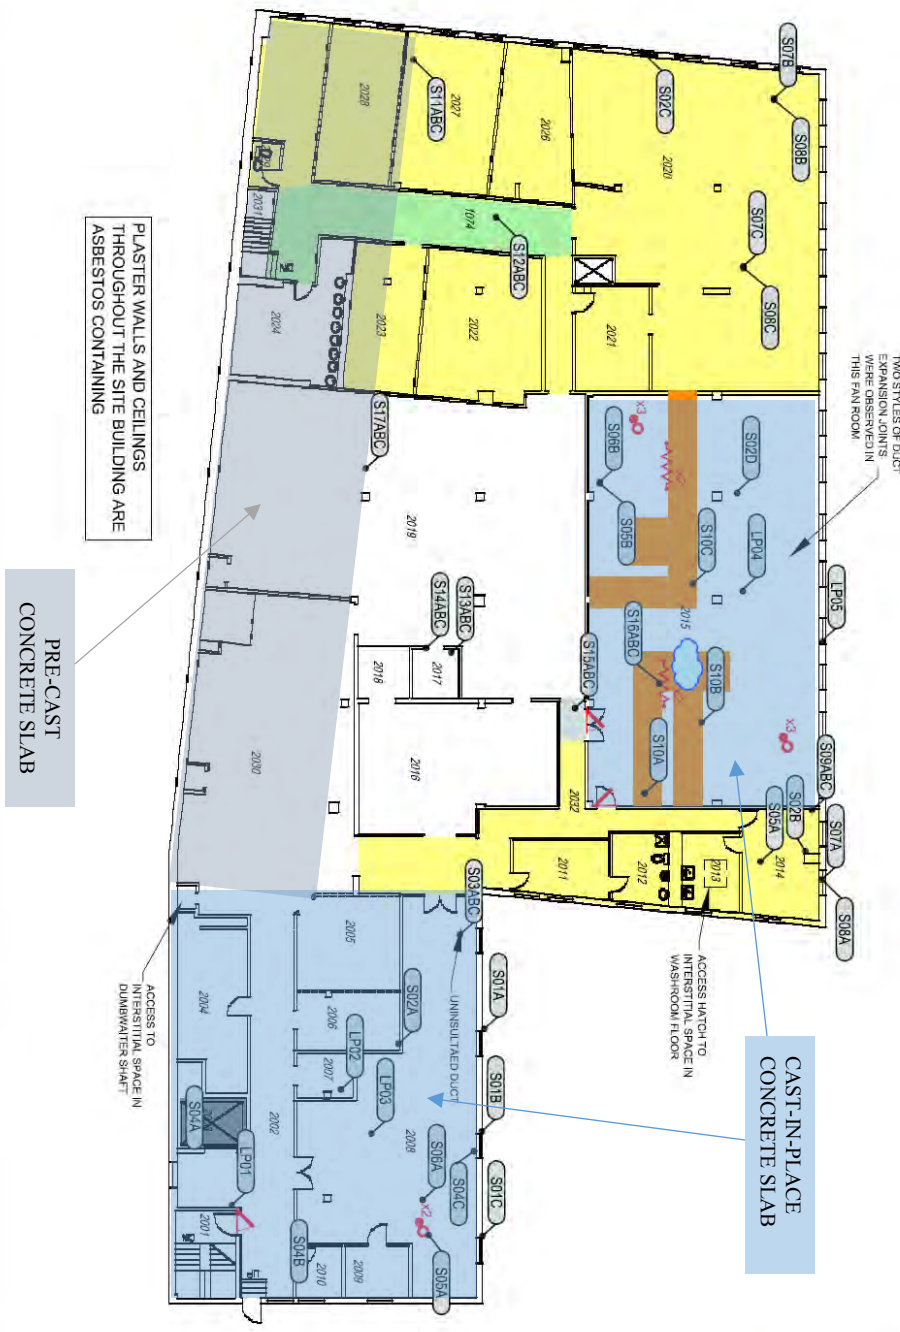 S07B
S08B
S02C
2020
S07C
S08C
2028
2027
S11ABC
2026
1074
S12ABC
2031
2024
2023
2022
2021
TWO STYLES OF DUCT
EXPANSION JOINTS
WERE OBSERVED IN
THIS FAN ROOM
PLASTER WALLS AND CEILINGS
THROUGHOUT THE SITE BUILDING ARE
ASBESTOS CONTAINING
S17ABC
2019
x3
S06B
S05B
S02D
LP04
S10C
LP05
2015
S16ABC
S10B
S10A
x3
S09ABC
S14ABC
S13ABC
2018
2017
S15ABC
2016
2030
2032
PRE-CAST
CONCRETE SLAB
S02B
S05A
S07A
S08A
2014
2013
2012
2011
S03ABC
ACCESS HATCH TO
INTERSTITIAL SPACE IN
WASHROOM FLOOR
ACCESS TO
INTERSTITIAL SPACE IN
DUMBWAITER SHAFT
UNINSULTAED DUCT
2005
2004
2006
2007
S02A
LP02
LP03
S01A
S01B
S01C
2008
2002
S04A
LP01
S06A
S04C
x2
S05A
S04B
2001
2010
2009
CAST-IN-PLACE
CONCRETE SLAB